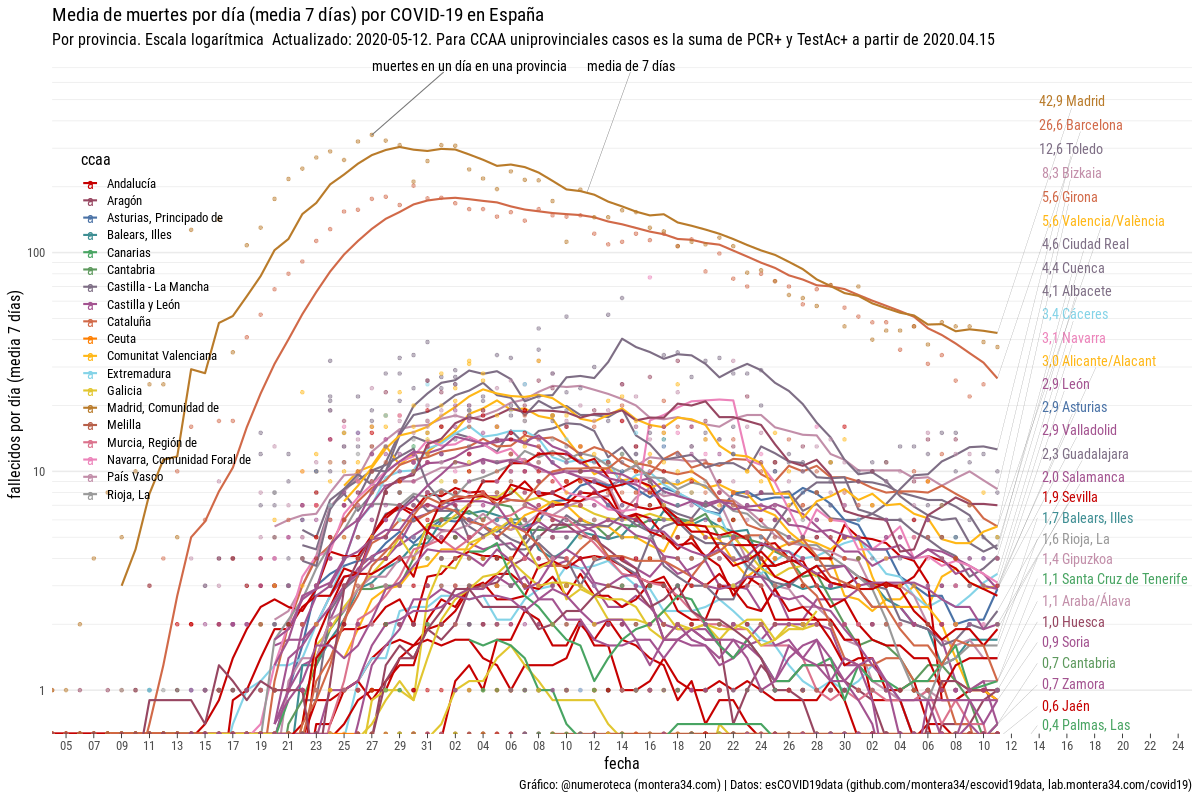 Media de muertes por día (media 7 días) por COVID-19 en España
Por provincia. Escala logarítmica  Actualizado: 2020-05-12. Para CCAA uniprovinciales casos es la suma de PCR+ y TestAc+ a partir de 2020.04.15
muertes en un día en una provincia
media de 7 días
ccaa
Andalucía
Aragón
Asturias, Principado de
Balears, Illes
Canarias
Cantabria
Castilla - La Mancha
Castilla y León
Cataluña
Ceuta
Comunitat Valenciana
Extremadura
Galicia
Madrid, Comunidad de
Melilla
Murcia, Región de
Navarra, Comunidad Foral de
País Vasco
Rioja, La
42,9 Madrid
26,6 Barcelona
12,6 Toledo
8,3 Bizkaia
5,6 Girona
5,6 Valencia/València
4,6 Ciudad Real
4,4 Cuenca
4,1 Albacete
3,4 Cáceres
3,1 Navarra
3,0 Alicante/Alacant
2,9 León
2,9 Asturias
2,9 Valladolid
2,3 Guadalajara
2,0 Salamanca
1,9 Sevilla
1,7 Balears, Illes
1,6 Rioja, La
1,4 Gipuzkoa
1,1 Santa Cruz de Tenerife
1,1 Araba/Álava
1,0 Huesca
0,9 Soria
0,7 Cantabria
0,7 Zamora
0,6 Jaén
0,4 Palmas, Las
fallecidos por día (media 7 días)
100
10
1
05 07 09 11 13 15 17 19 21 23 25 27 29 31 02 04 06 08 10 12 14 16 18 20 22 24 26 28 30 02 04 06 08 10 12 14 16 18 20 22 24
fecha
Gráfico: @numeroteca (montera34.com) | Datos: esCOVID19data (github.com/montera34/escovid19data, lab.montera34.com/covid19)